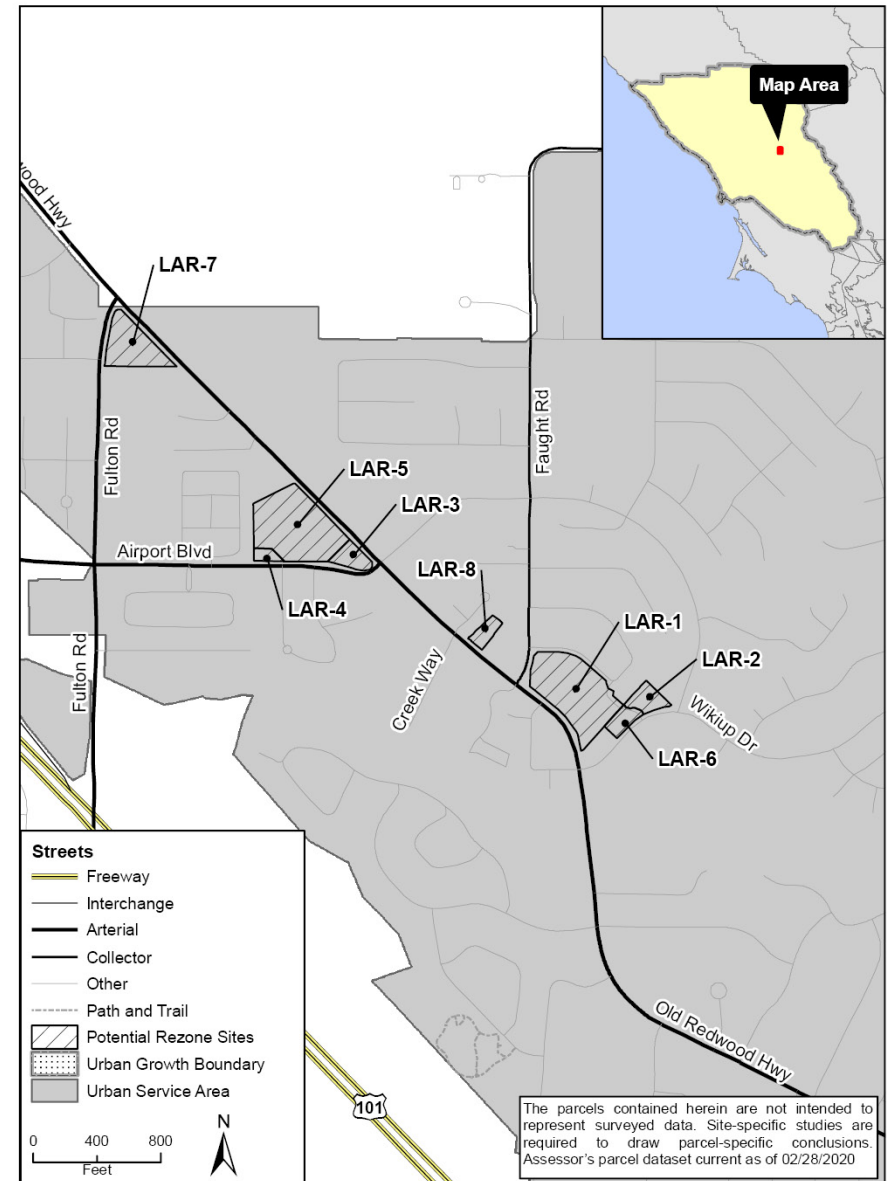 Map Area
wood Hwy
LAR-7
Fulton Rd
Faught Rd
LAR-5
LAR-3
Airport Blvd
LAR-4
LAR-8
LAR-1
LAR-2
Creek Way
Wikiup Dr
LAR-6
Fulton Rd
Old Redwood Hwy
101
Streets
Freeway
Interchange
Arterial
Collector
Other
Path and Trail
Potential Rezone Sites
Urban Growth Boundary
Urban Service Area
N
0 400 800
Feet
The parcels contained herein are not intended to
represent surveyed data. Site-specific studies are
required to draw parcel-specific conclusions.
Assessor's parcel dataset current as of 02/28/2020